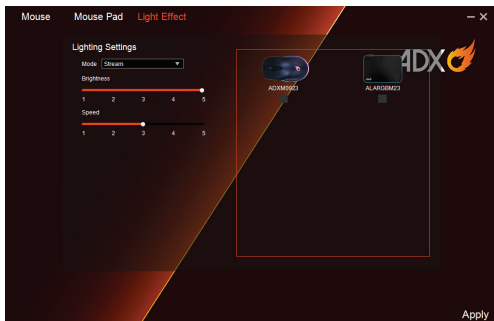 Mouse Mouse Pad Light Effect
ADX
Lighting Settings
Mode Stream
Brightness
1 2 3 4 5
Speed
1 2 3 4 5
ADXM0923 ALARGBM23
Apply